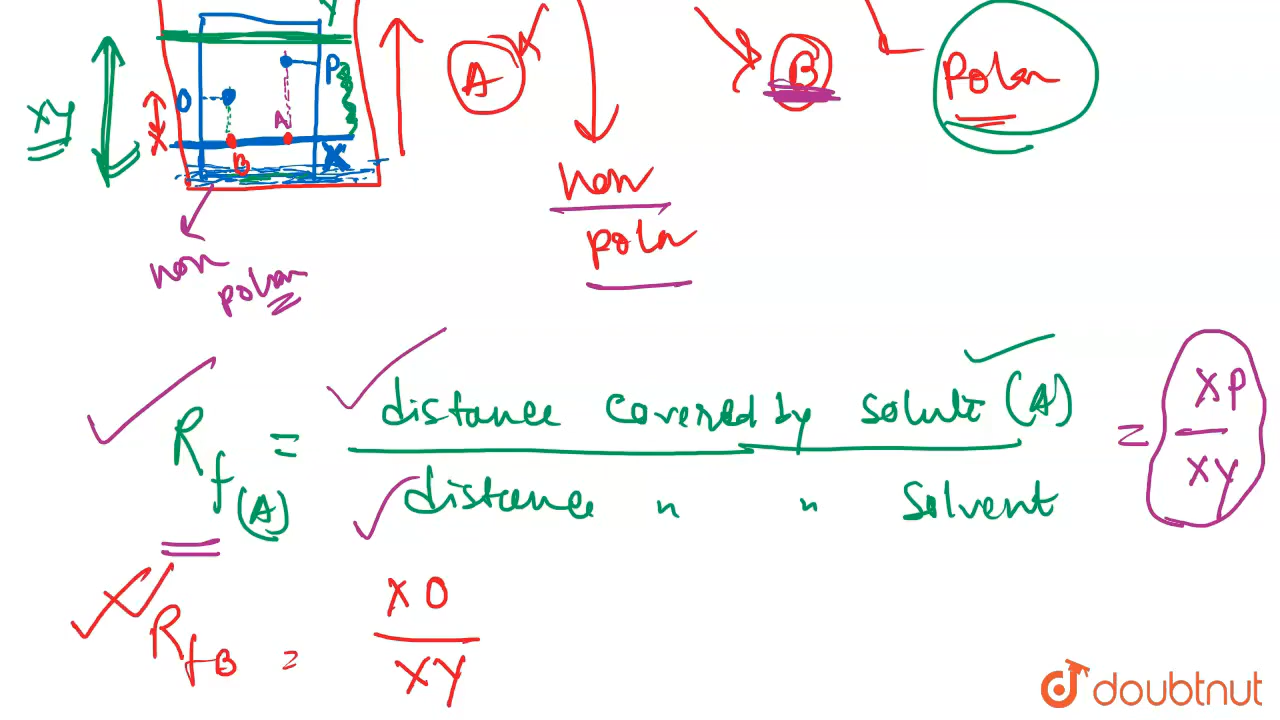 Y
XY
O
P
A
B
X
X
A
B
Polar
non
polar
non
polar
Rf(A) = distance covered by solute (A) / distance " " solvent = XP / XY
RfB = XO / XY
doubtnut